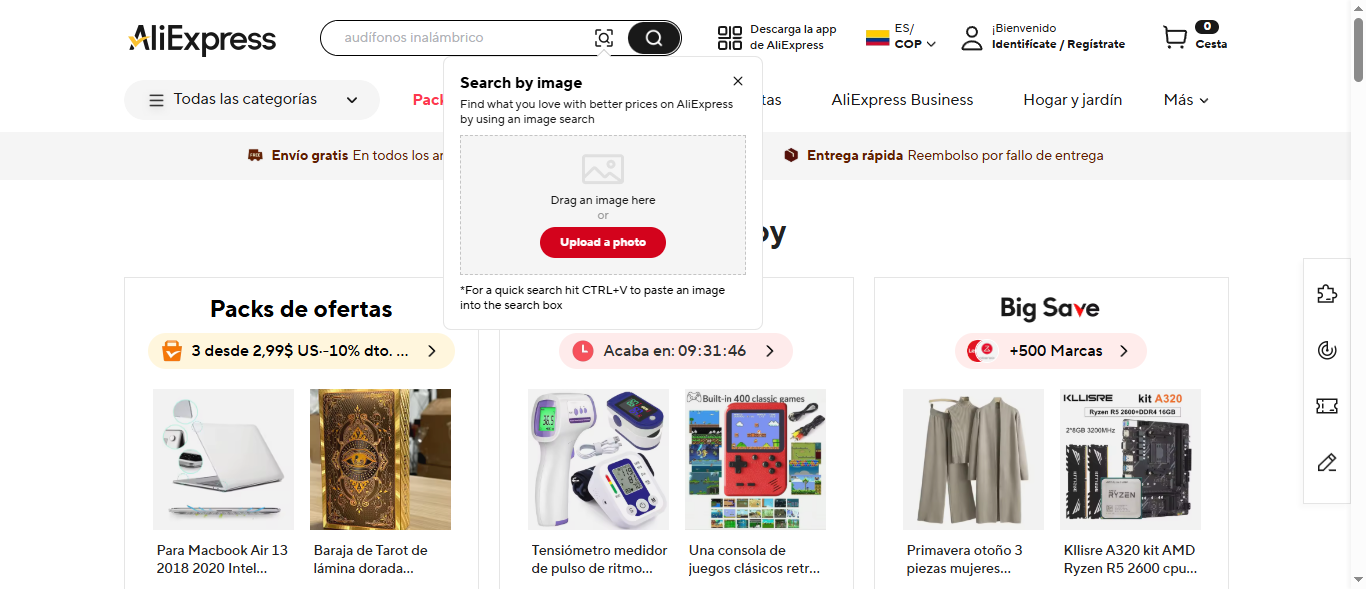 AliExpress
audífonos inalámbrico
Descarga la app
de AliExpress
ES/
COP
¡Bienvenido
Identifícate / Regístrate
0
Cesta
Search by image
Find what you love with better prices on AliExpress
by using an image search
Drag an image here
or
Upload a photo
*For a quick search hit CTRL+V to paste an image
into the search box
Todas las categorías
AliExpress Business
Hogar y jardín
Más
Envío gratis En todos los
Entrega rápida Reembolso por fallo de entrega
Packs de ofertas
3 desde 2,99$ US·-10% dto. ...
Acaba en: 09:31:46
Big Save
+500 Marcas
Built-in 400 classic games
KLLISRE kit A320
Ryzen R5 2600+DDR4 16GB
2*8GB 3200MHz
RYZEN
Para Macbook Air 13
2018 2020 Intel...
Baraja de Tarot de
lámina dorada...
Tensiómetro medidor
de pulso de ritmo...
Una consola de
juegos clásicos retr...
Primavera otoño 3
piezas mujeres...
Kllisre A320 kit AMD
Ryzen R5 2600 cpu...